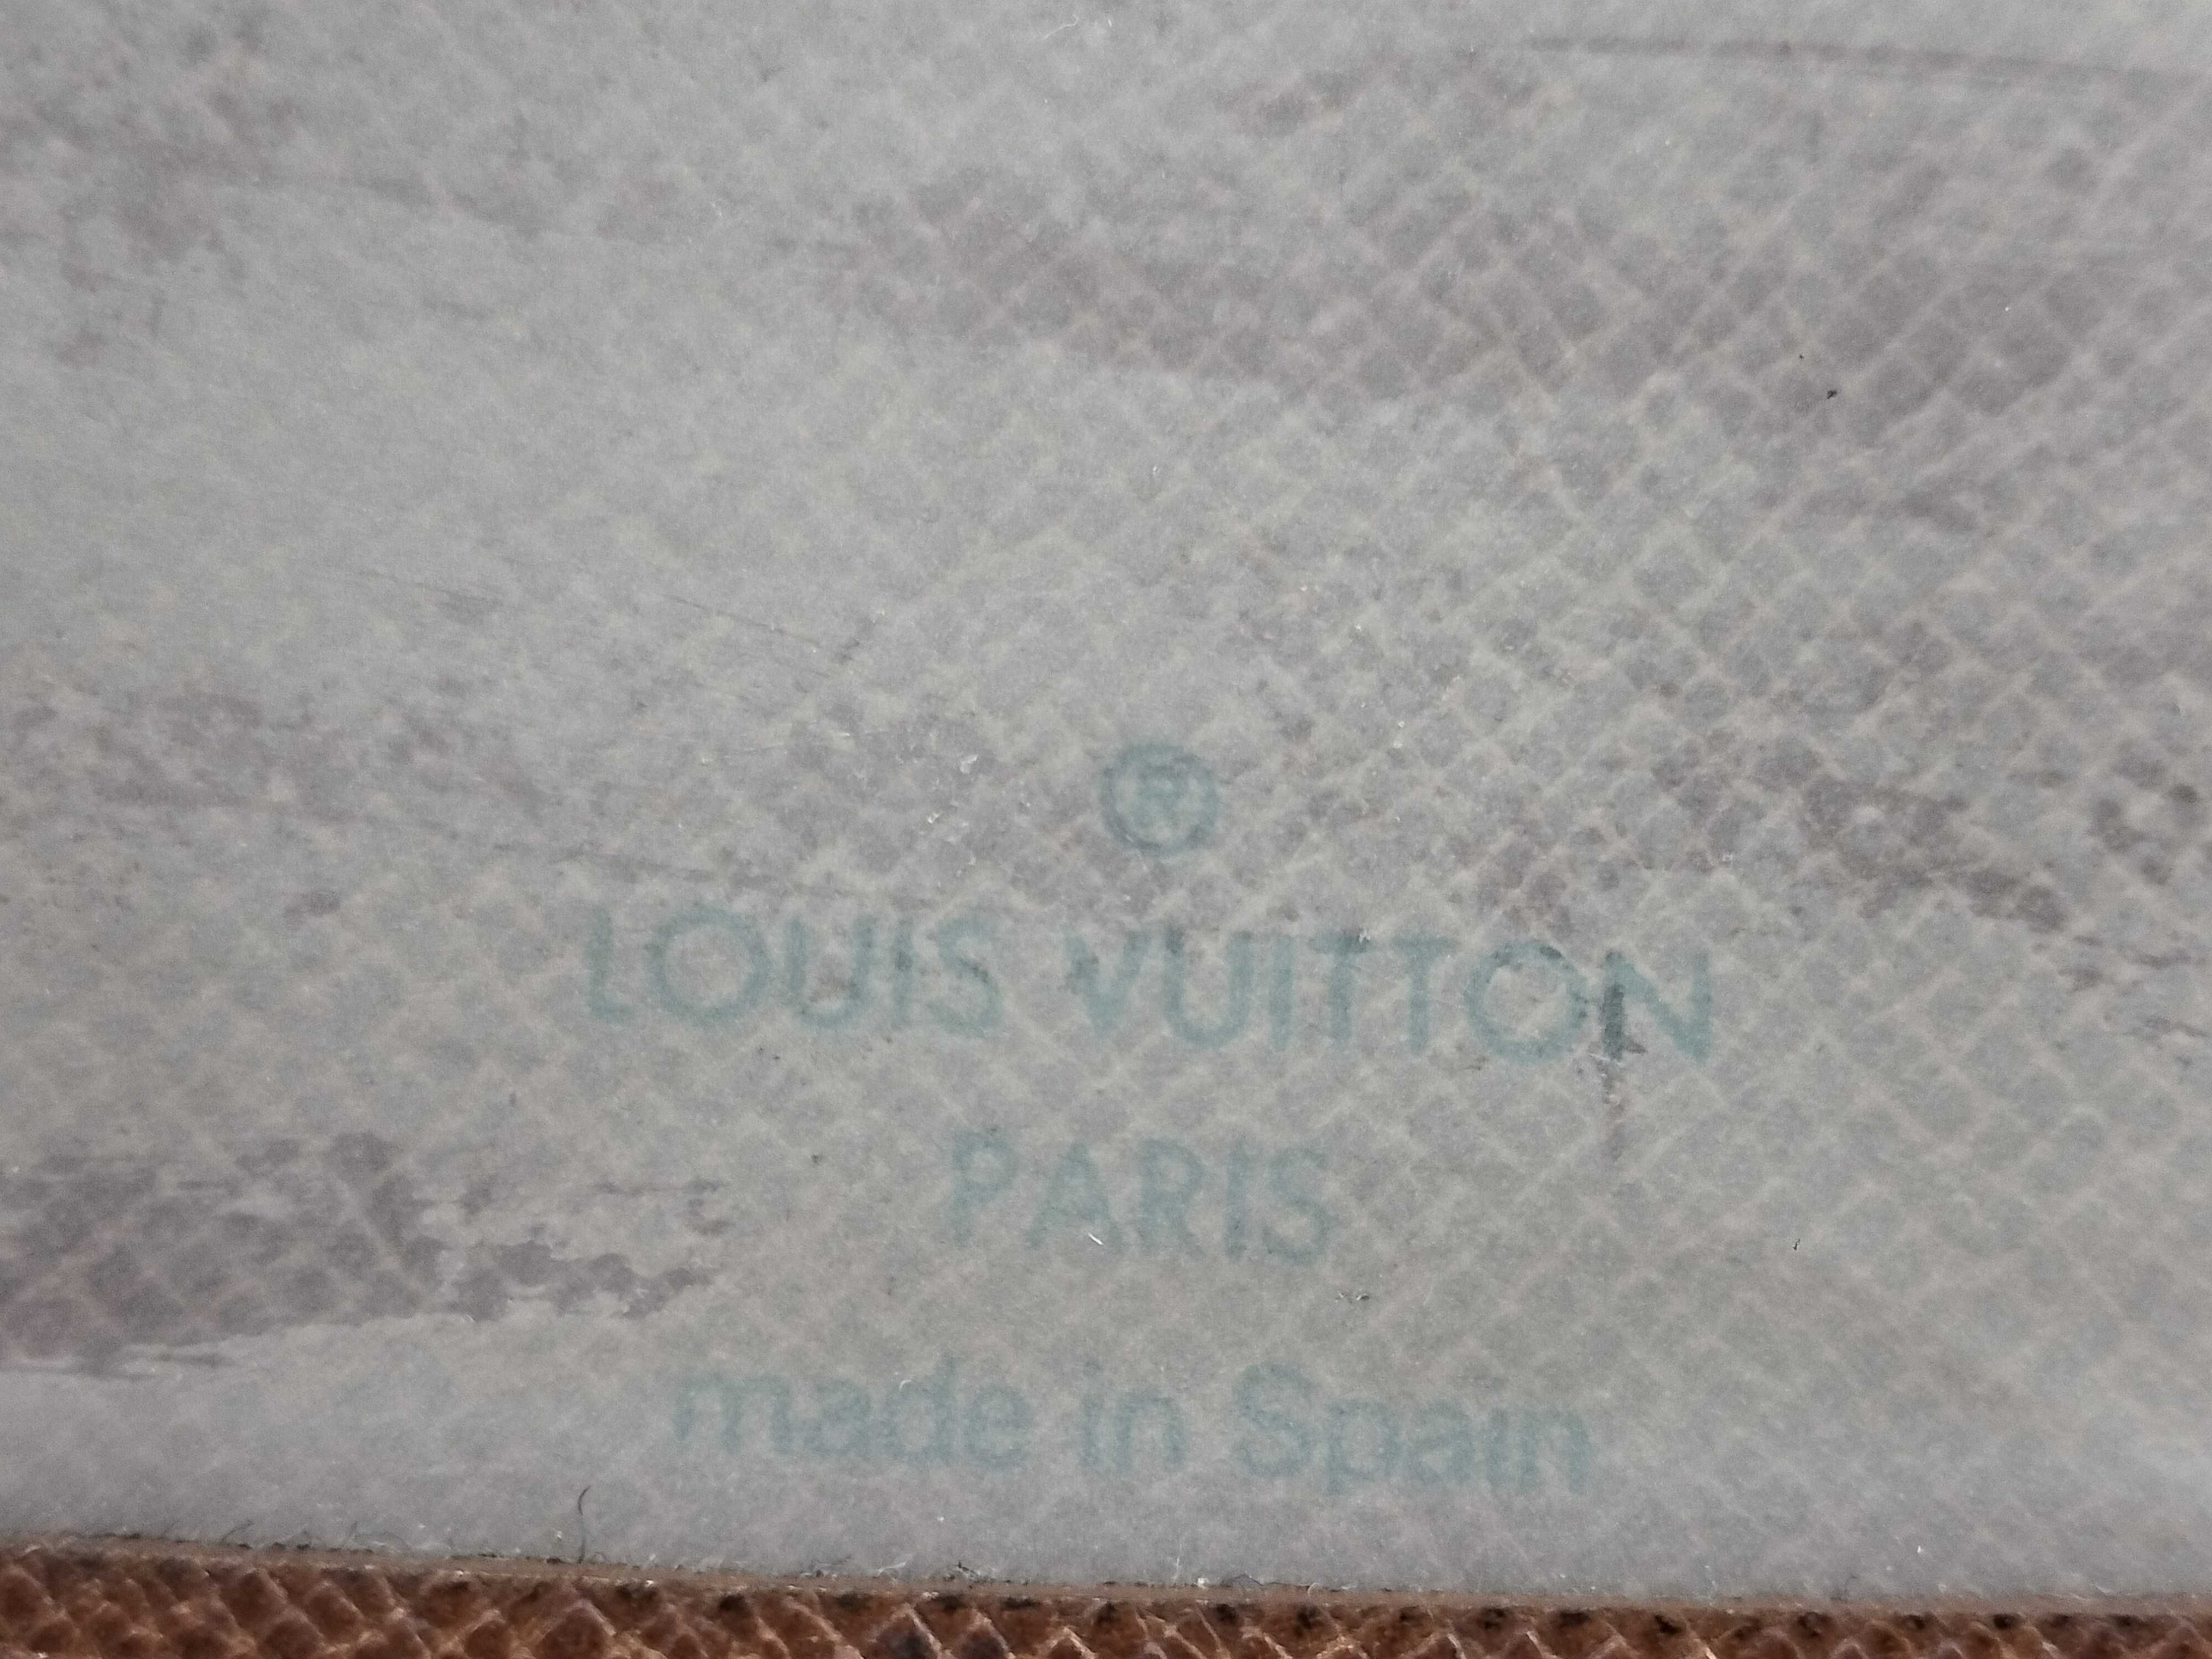 ®
LOUIS VUITTON
PARIS
made in Spain